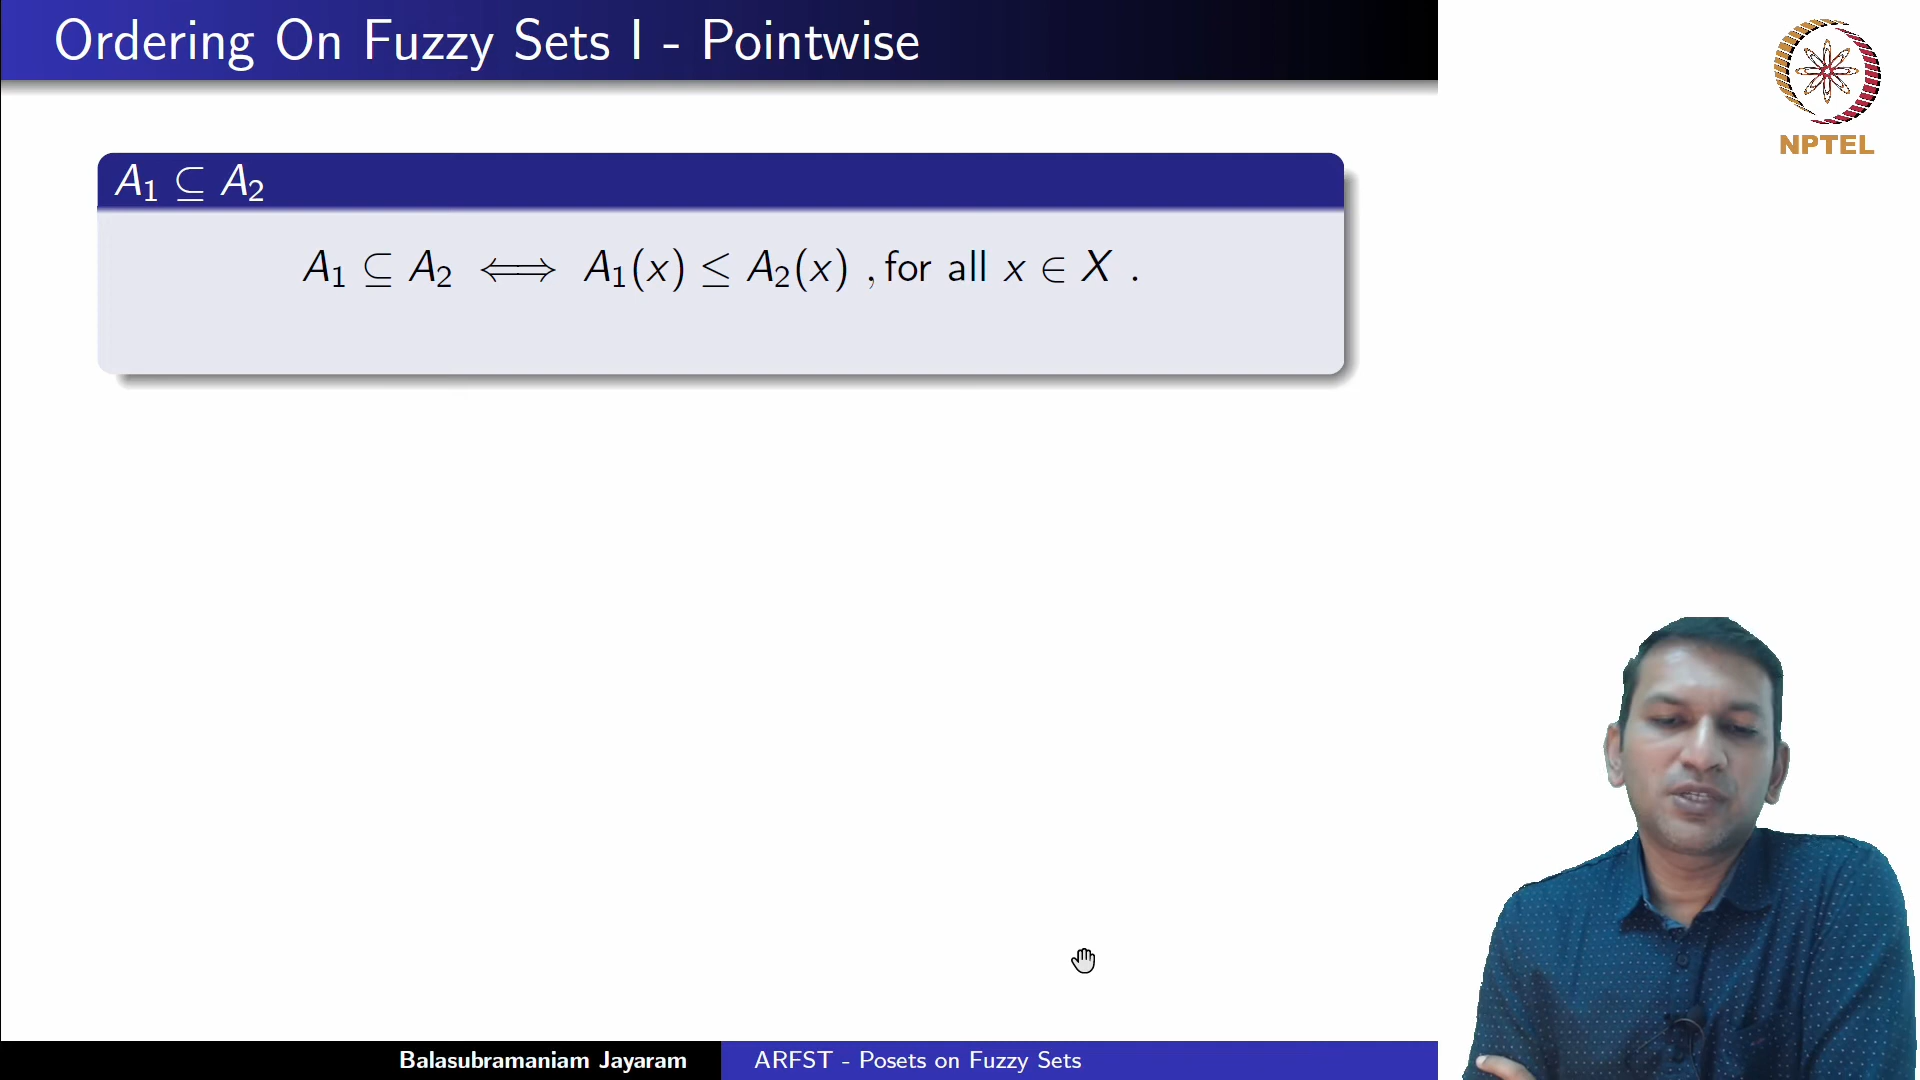 Ordering On Fuzzy Sets I - Pointwise
NPTEL
A₁ ⊆ A₂
A₁ ⊆ A₂ ⟺ A₁(x) ≤ A₂(x) , for all x ∈ X .
Balasubramaniam Jayaram
ARFST - Posets on Fuzzy Sets